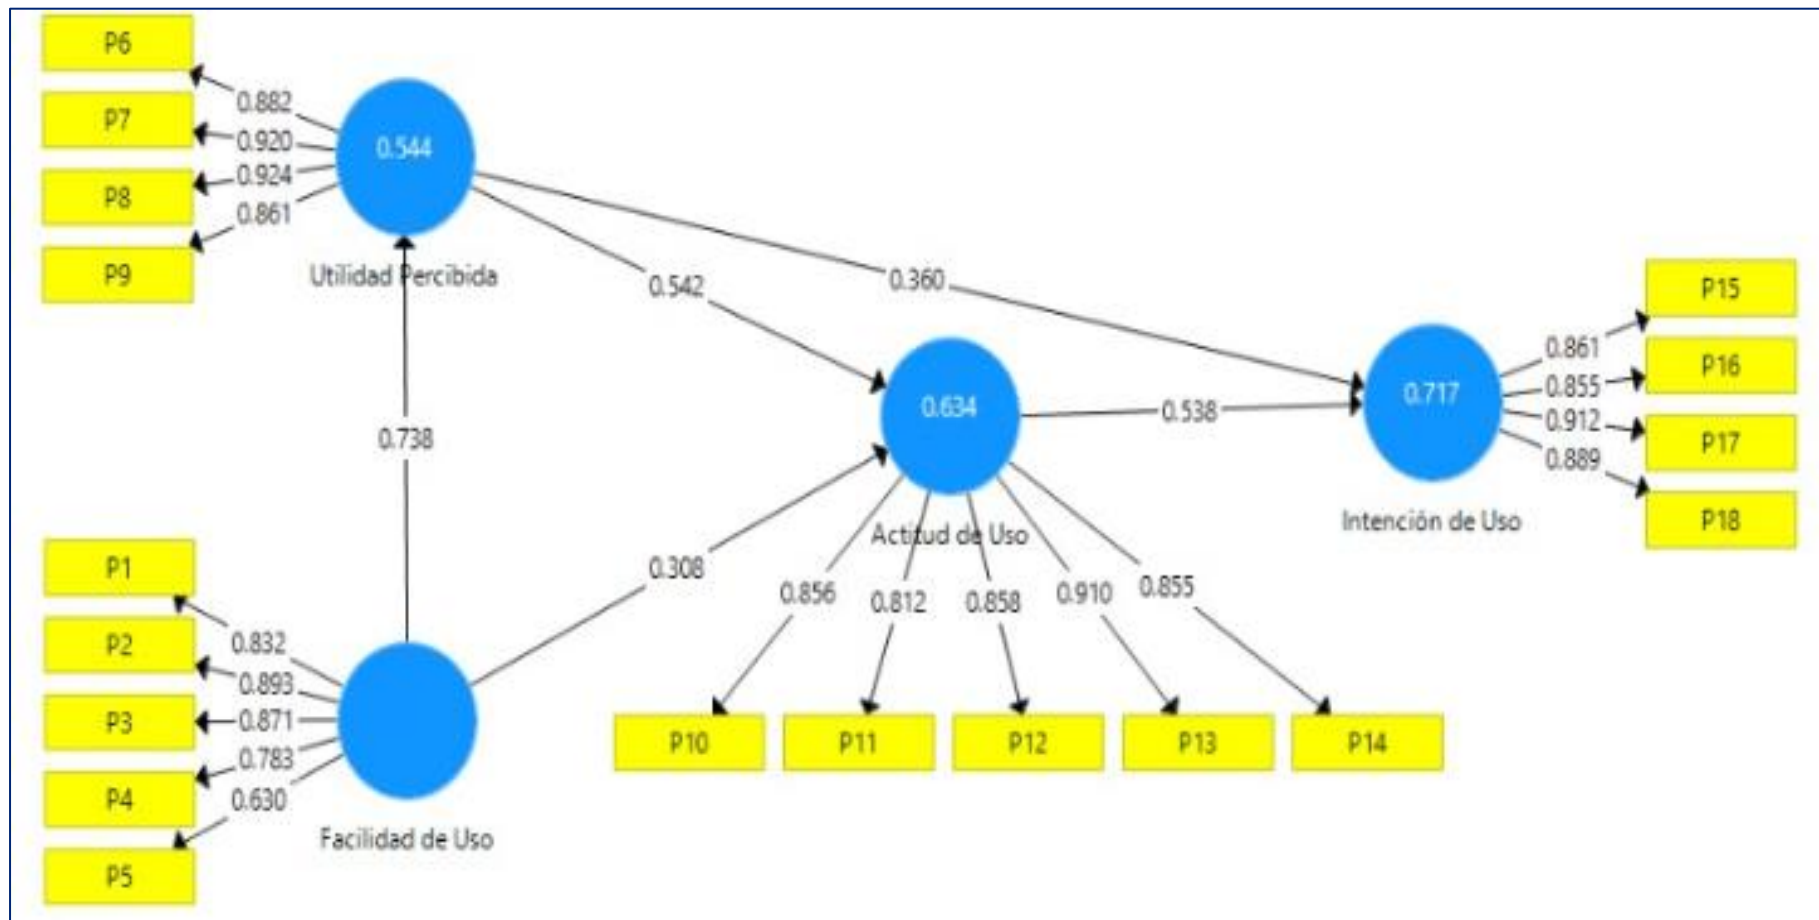 P6
P7
P8
P9
0.882
0.920
0.924
0.861
0.544
Utilidad Percibida
0.542
0.360
0.738
0.634
Actitud de Uso
0.538
0.717
Intención de Uso
0.861
0.855
0.912
0.889
P15
P16
P17
P18
P1
P2
P3
P4
P5
0.832
0.893
0.871
0.783
0.630
Facilidad de Uso
0.308
0.856
0.812
0.858
0.910
0.855
P10
P11
P12
P13
P14